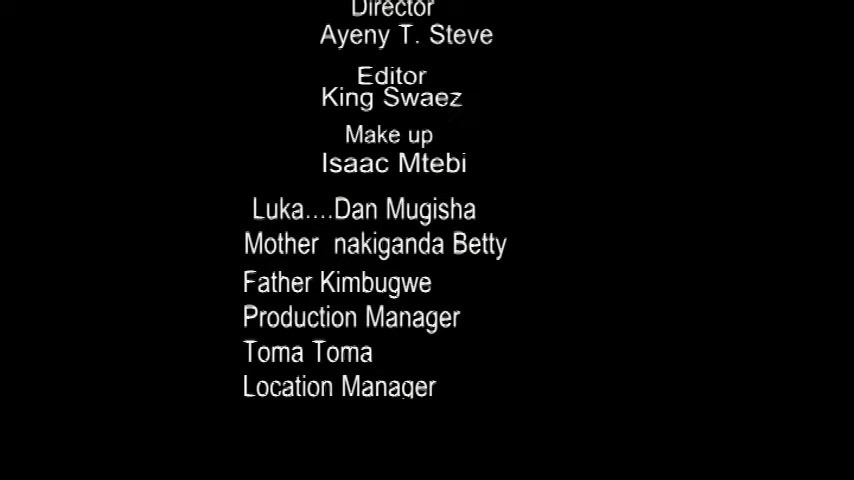 Director
Ayeny T. Steve
Editor
King Swaez
Make up
Isaac Mtebi
Luka....Dan Mugisha
Mother nakiganda Betty
Father Kimbugwe
Production Manager
Toma Toma
Location Manager